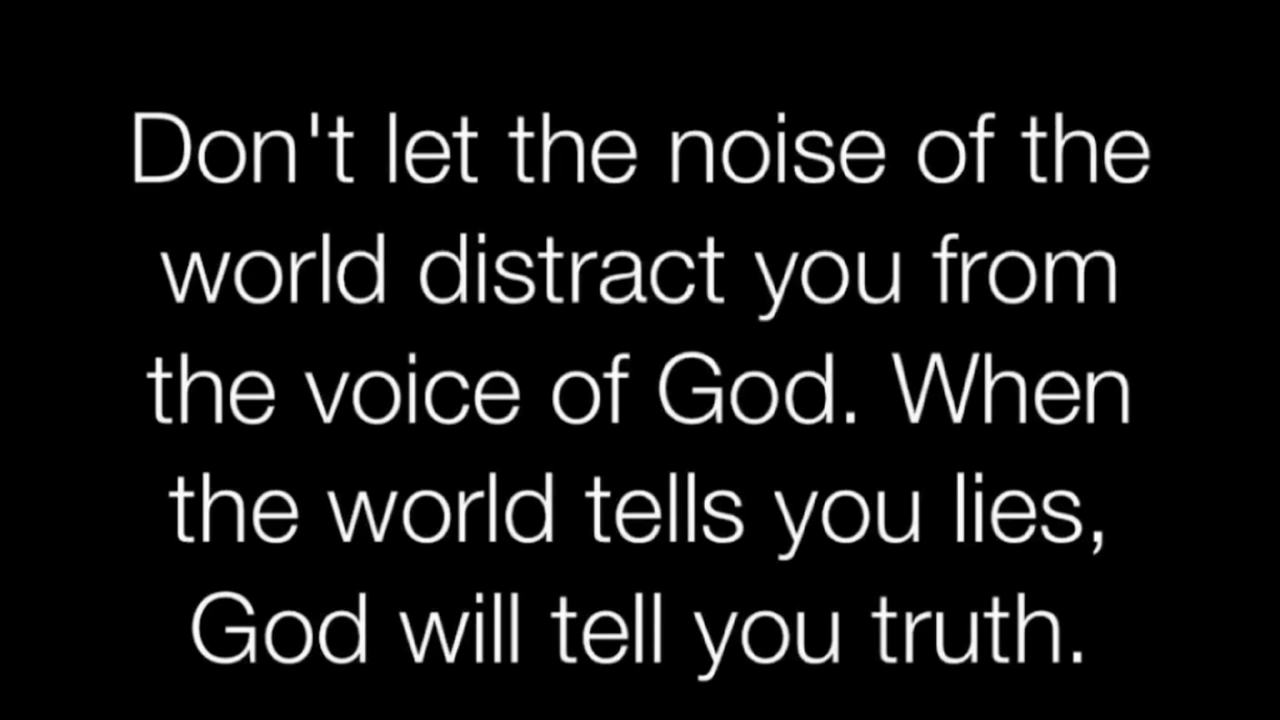 Don't let the noise of the
world distract you from
the voice of God. When
the world tells you lies,
God will tell you truth.